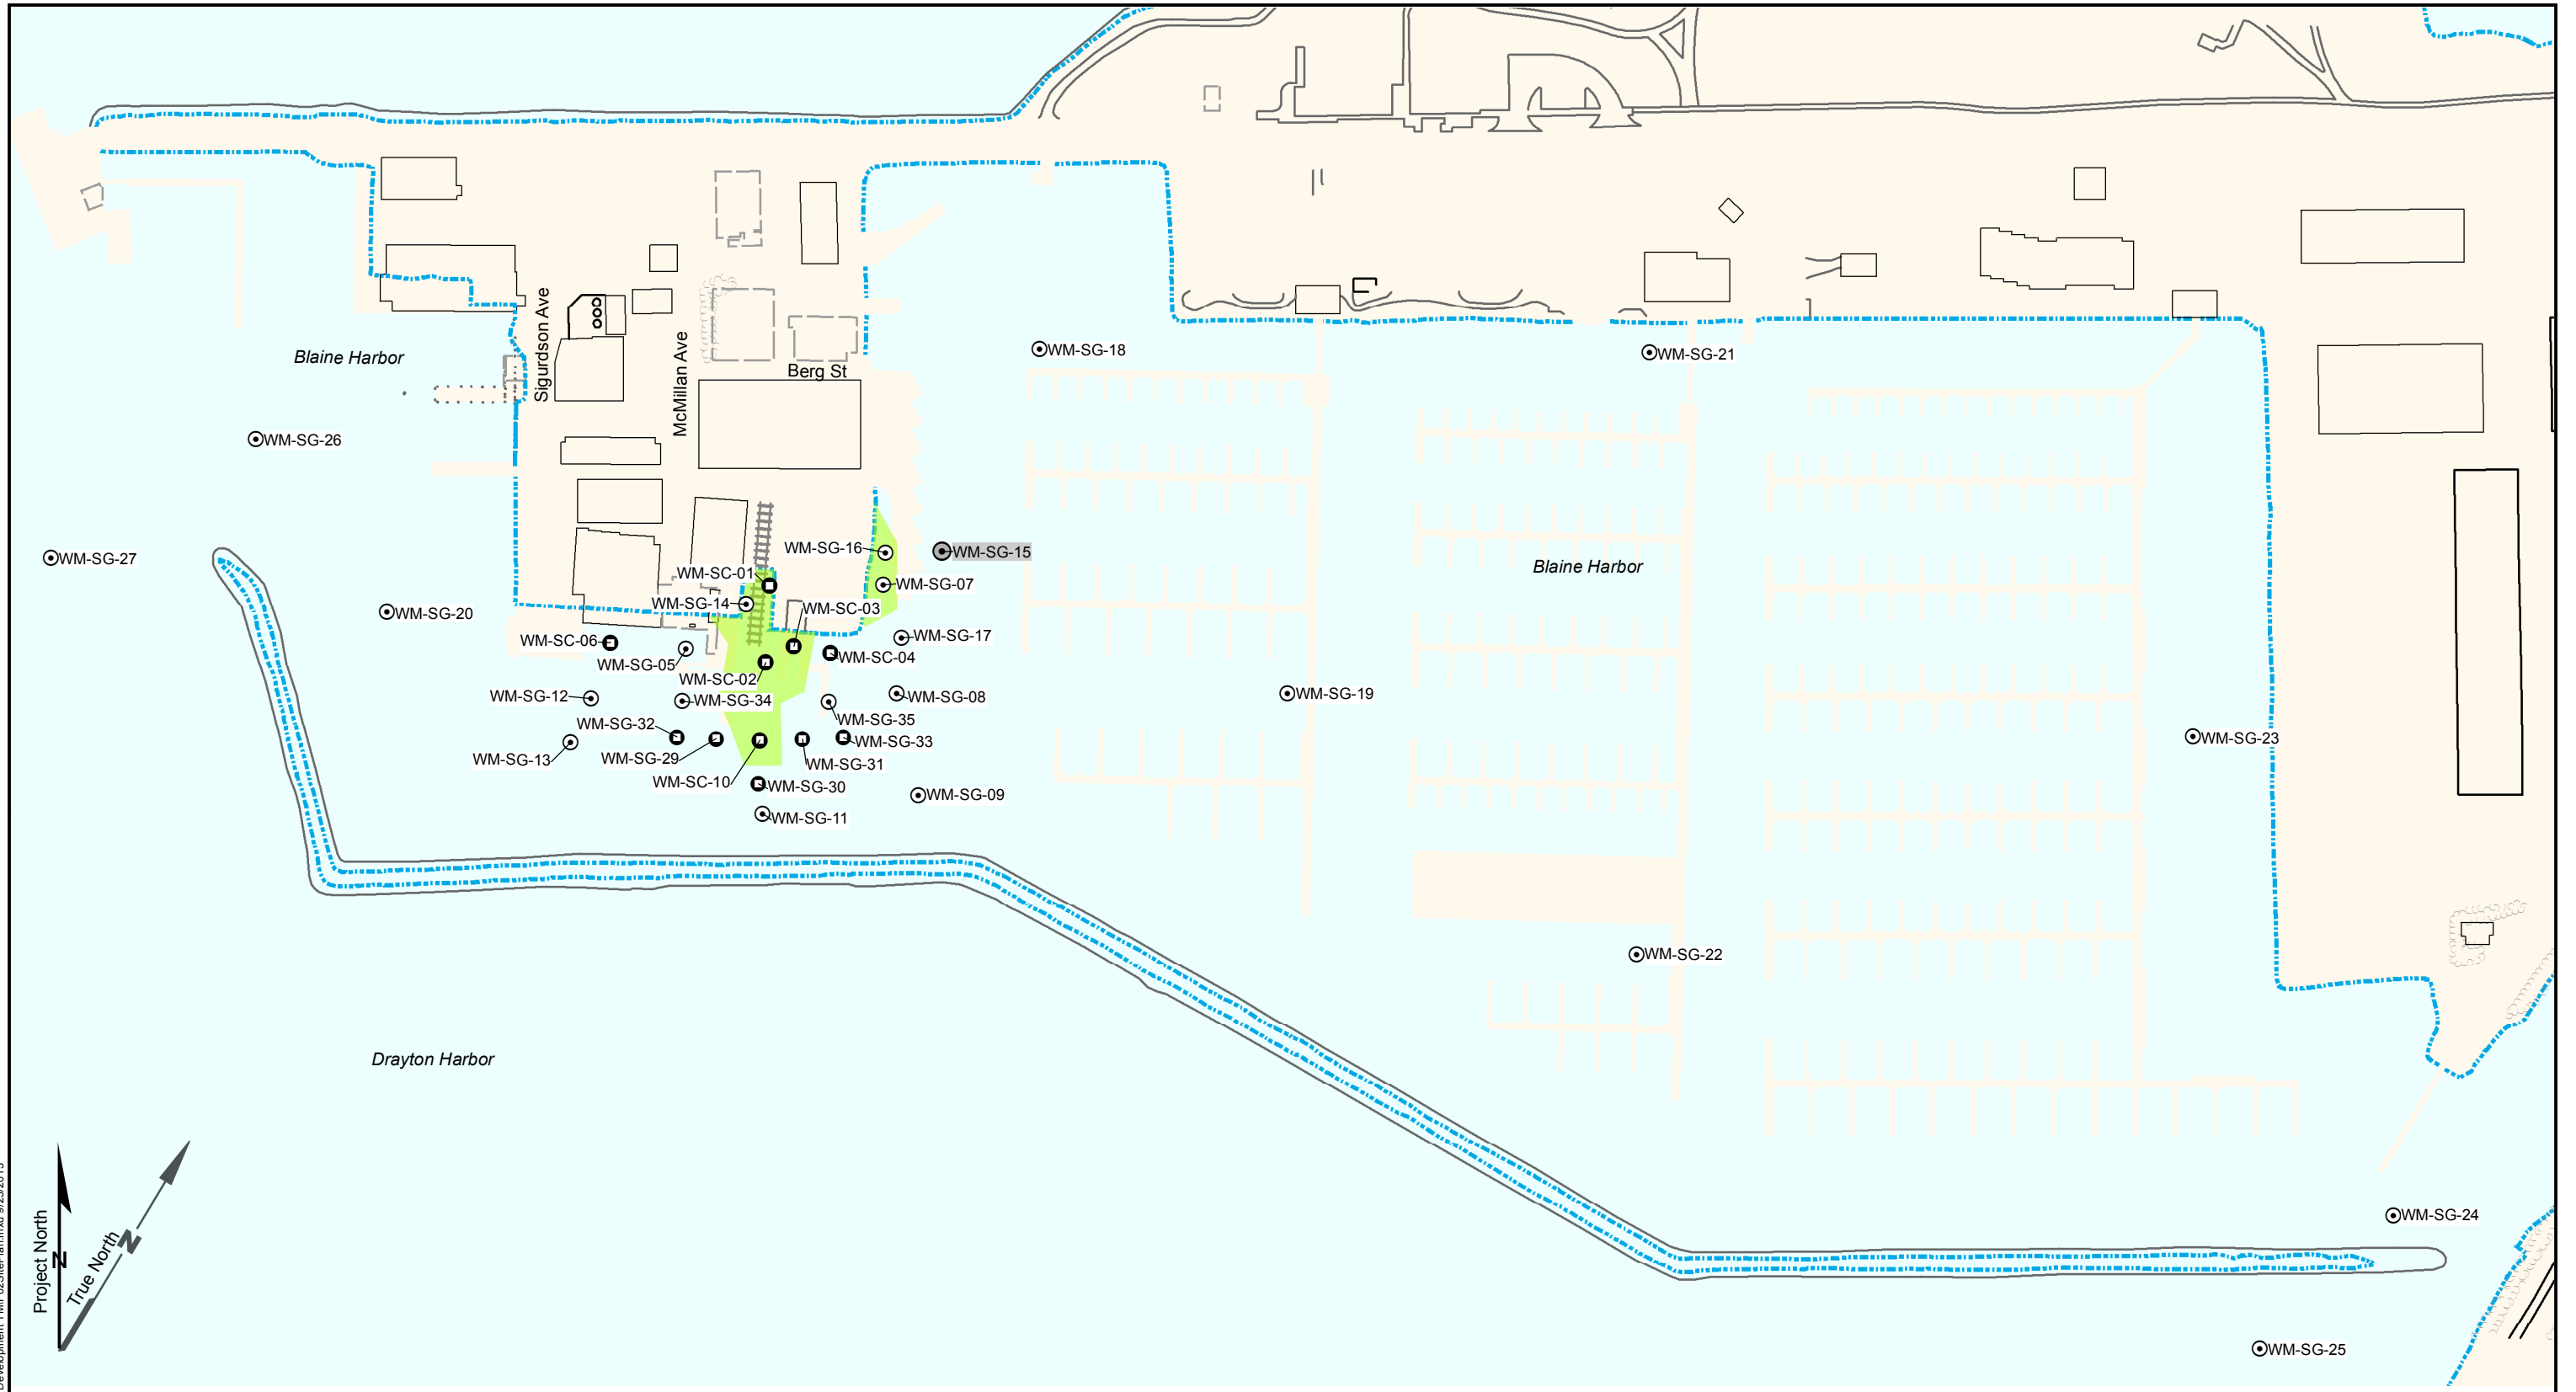 Sigurdson Ave
McMillan Ave
Berg St
Blaine Harbor
WM-SG-18
WM-SG-21
WM-SG-26
WM-SG-27
WM-SG-16
WM-SG-15
Blaine Harbor
WM-SC-01
WM-SG-07
WM-SG-14
WM-SC-03
WM-SG-20
WM-SC-06
WM-SG-17
WM-SG-05
WM-SC-04
WM-SC-02
WM-SG-12
WM-SG-34
WM-SG-08
WM-SG-19
WM-SG-35
WM-SG-32
WM-SG-33
WM-SG-23
WM-SG-13
WM-SG-29
WM-SG-31
WM-SC-10
WM-SG-30
WM-SG-09
WM-SG-11
WM-SG-22
Drayton Harbor
Project North
N
True North
N
WM-SG-24
WM-SG-25